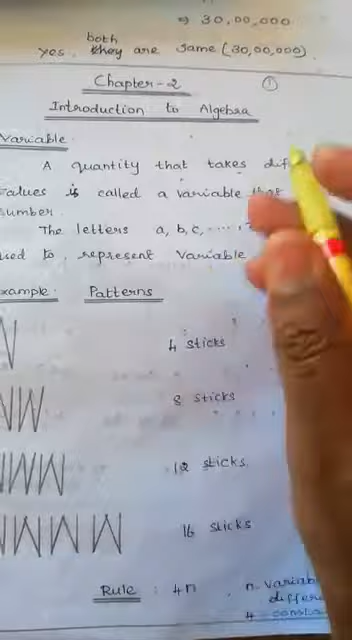 ⇒ 30,00,000
yes, both they are same (30,00,000).
Chapter-2
①
Introduction to Algebra
Variable
A quantity that takes
values is called a variable
number.
The letters a, b, c, .....
used to represent Variable
Example: Patterns
4 sticks
8 sticks
12 sticks
16 sticks
Rule : 4n, n-variab
differe
4 - consta